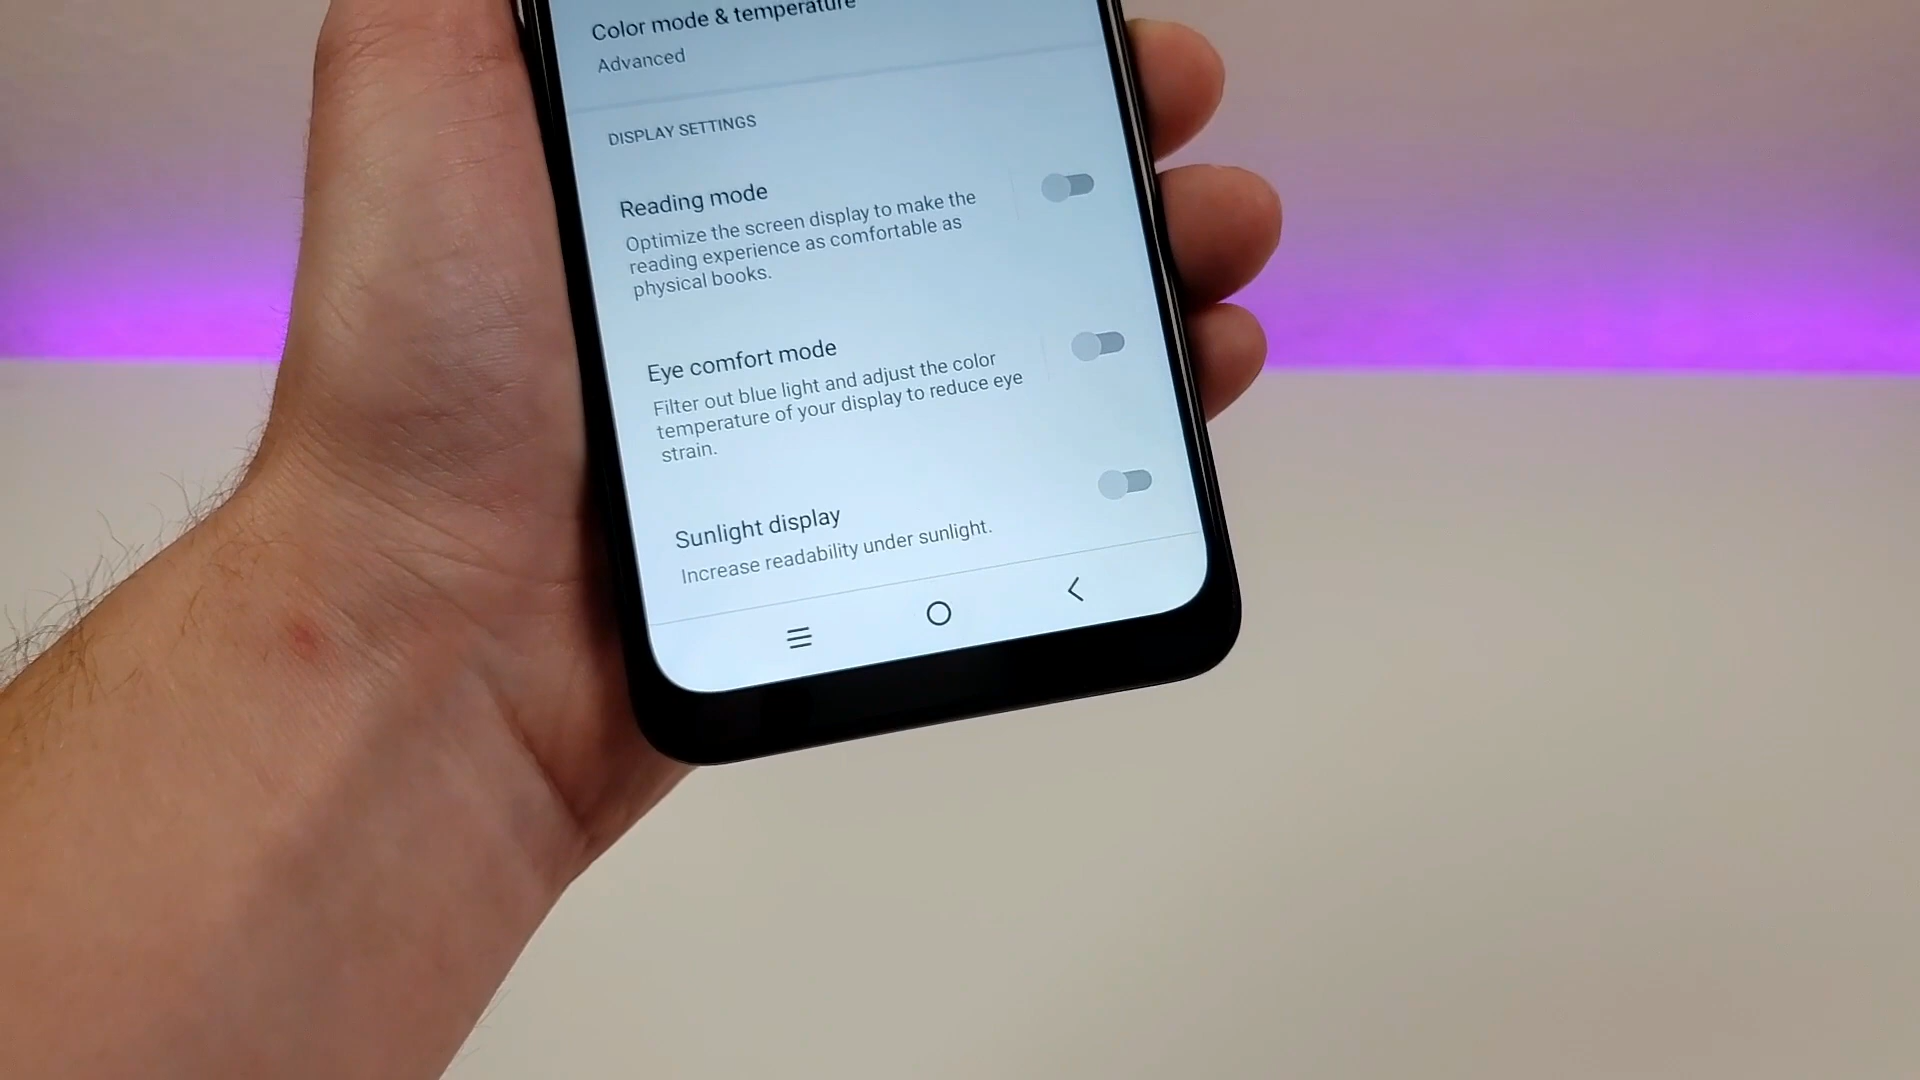 Color mode & temperature
Advanced
DISPLAY SETTINGS
Reading mode
Optimize the screen display to make the
reading experience as comfortable as
physical books.
Eye comfort mode
Filter out blue light and adjust the color
temperature of your display to reduce eye
strain.
Sunlight display
Increase readability under sunlight.